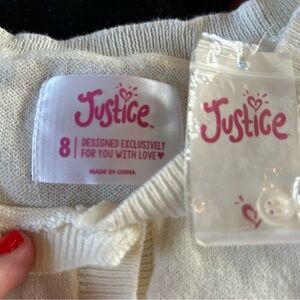 Justice
8 | DESIGNED EXCLUSIVELY
FOR YOU WITH LOVE♥
MADE IN CHINA
Justice